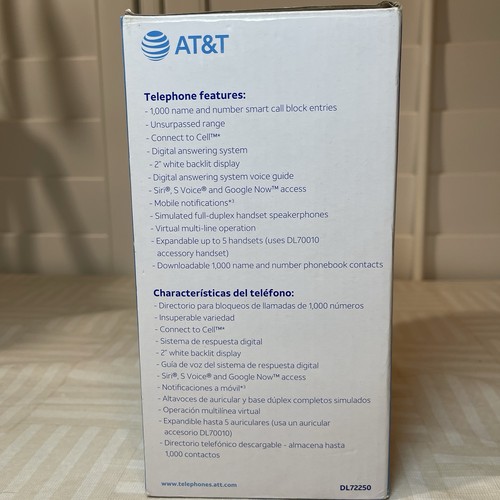 AT&T
Telephone features:
- 1,000 name and number smart call block entries
- Unsurpassed range
- Connect to Cell™*
- Digital answering system
- 2" white backlit display
- Digital answering system voice guide
- Siri®, S Voice® and Google Now™ access
- Mobile notifications*³
- Simulated full-duplex handset speakerphones
- Virtual multi-line operation
- Expandable up to 5 handsets (uses DL70010
accessory handset)
- Downloadable 1,000 name and number phonebook contacts
Características del teléfono:
- Directorio para bloqueos de llamadas de 1,000 números
- Insuperable variedad
- Connect to Cell™*
- Sistema de respuesta digital
- 2" white backlit display
- Guía de voz del sistema de respuesta digital
- Siri®, S Voice® and Google Now™ access
- Notificaciones a móvil*³
- Altavoces de auricular y base dúplex completos simulados
- Operación multilínea virtual
- Expandible hasta 5 auriculares (usa un auricular
accesorio DL70010)
- Directorio telefónico descargable - almacena hasta
1,000 contactos
www.telephones.att.com
DL72250